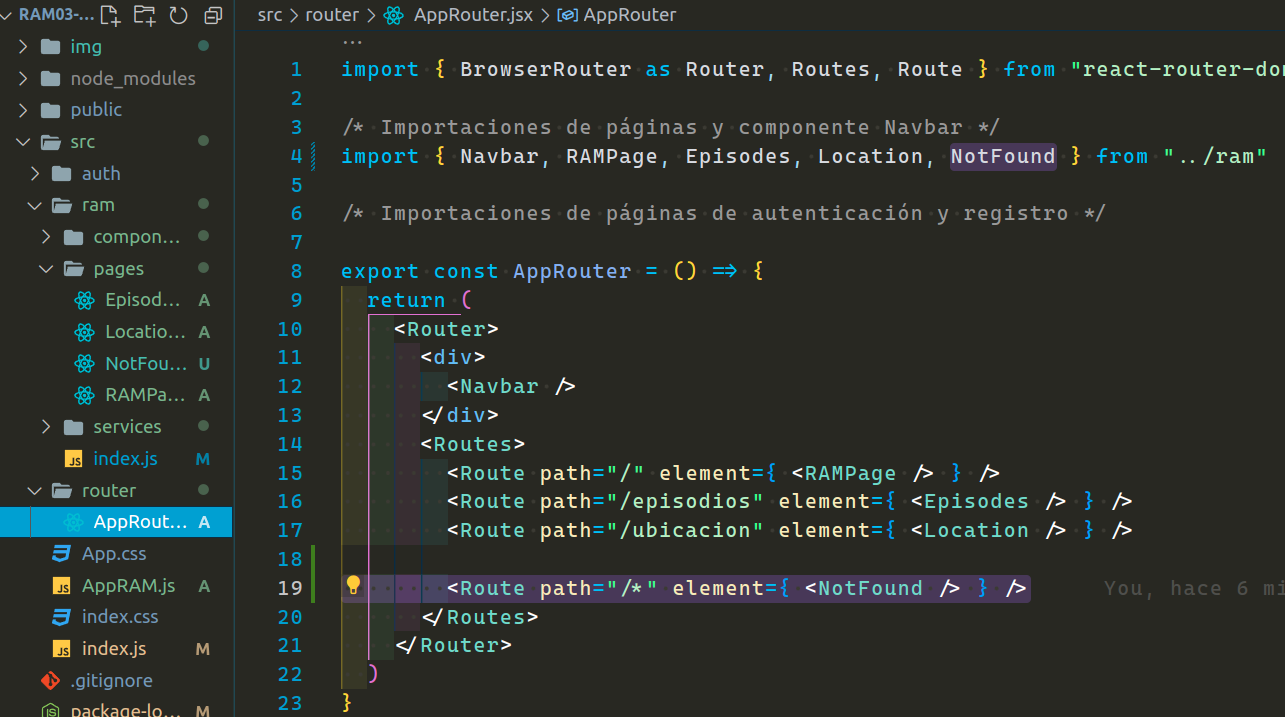 RAM03-...
img
node_modules
public
src
auth
ram
compon...
pages
Episod... A
Locatio... A
NotFou... U
RAMPa... A
services
index.js M
router
AppRout... A
App.css
AppRAM.js A
index.css
index.js M
.gitignore
package-lo... M
src > router > AppRouter.jsx > AppRouter
...
1 import { BrowserRouter as Router, Routes, Route } from "react-router-do
2
3 /* Importaciones de páginas y componente Navbar */
4 import { Navbar, RAMPage, Episodes, Location, NotFound } from "../ram"
5
6 /* Importaciones de páginas de autenticación y registro */
7
8 export const AppRouter = () => {
9 return (
10 <Router>
11 <div>
12 <Navbar />
13 </div>
14 <Routes>
15 <Route path="/" element={ <RAMPage /> } />
16 <Route path="/episodios" element={ <Episodes /> } />
17 <Route path="/ubicacion" element={ <Location /> } />
18
19 <Route path="/*" element={ <NotFound /> } /> You, hace 6 mi
20 </Routes>
21 </Router>
22 )
23 }